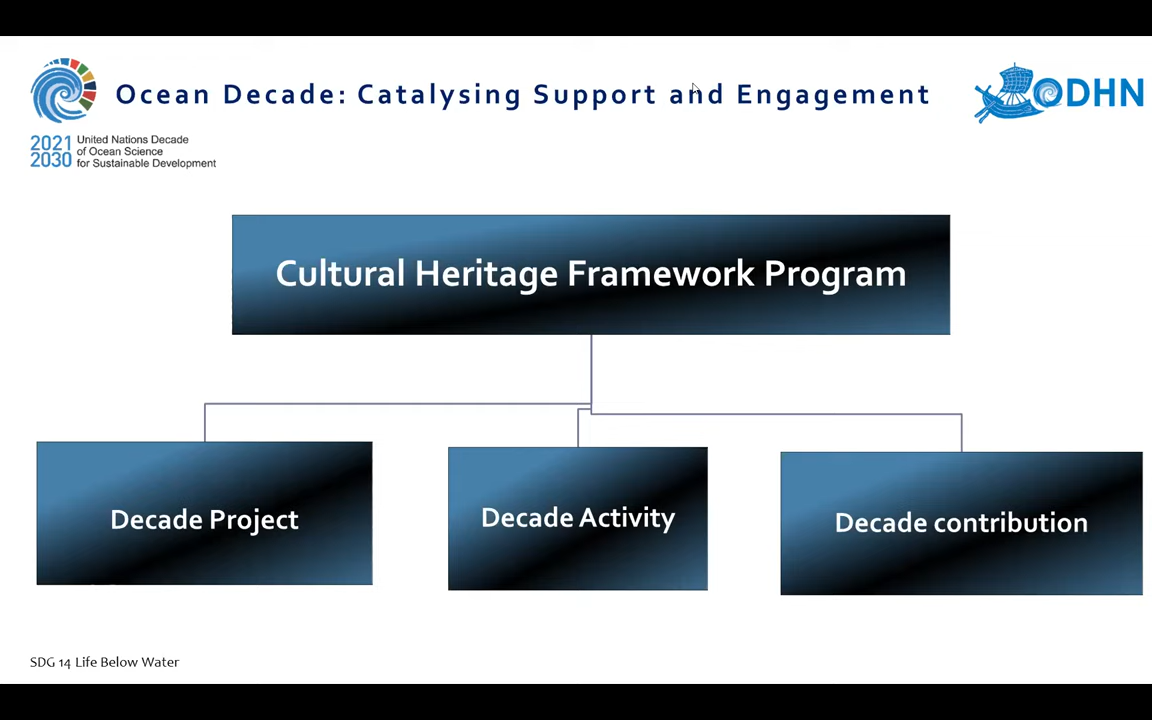 Ocean Decade: Catalysing Support and Engagement
ODHN
2021 United Nations Decade
of Ocean Science
2030 for Sustainable Development
Cultural Heritage Framework Program
Decade Project
Decade Activity
Decade contribution
SDG 14 Life Below Water